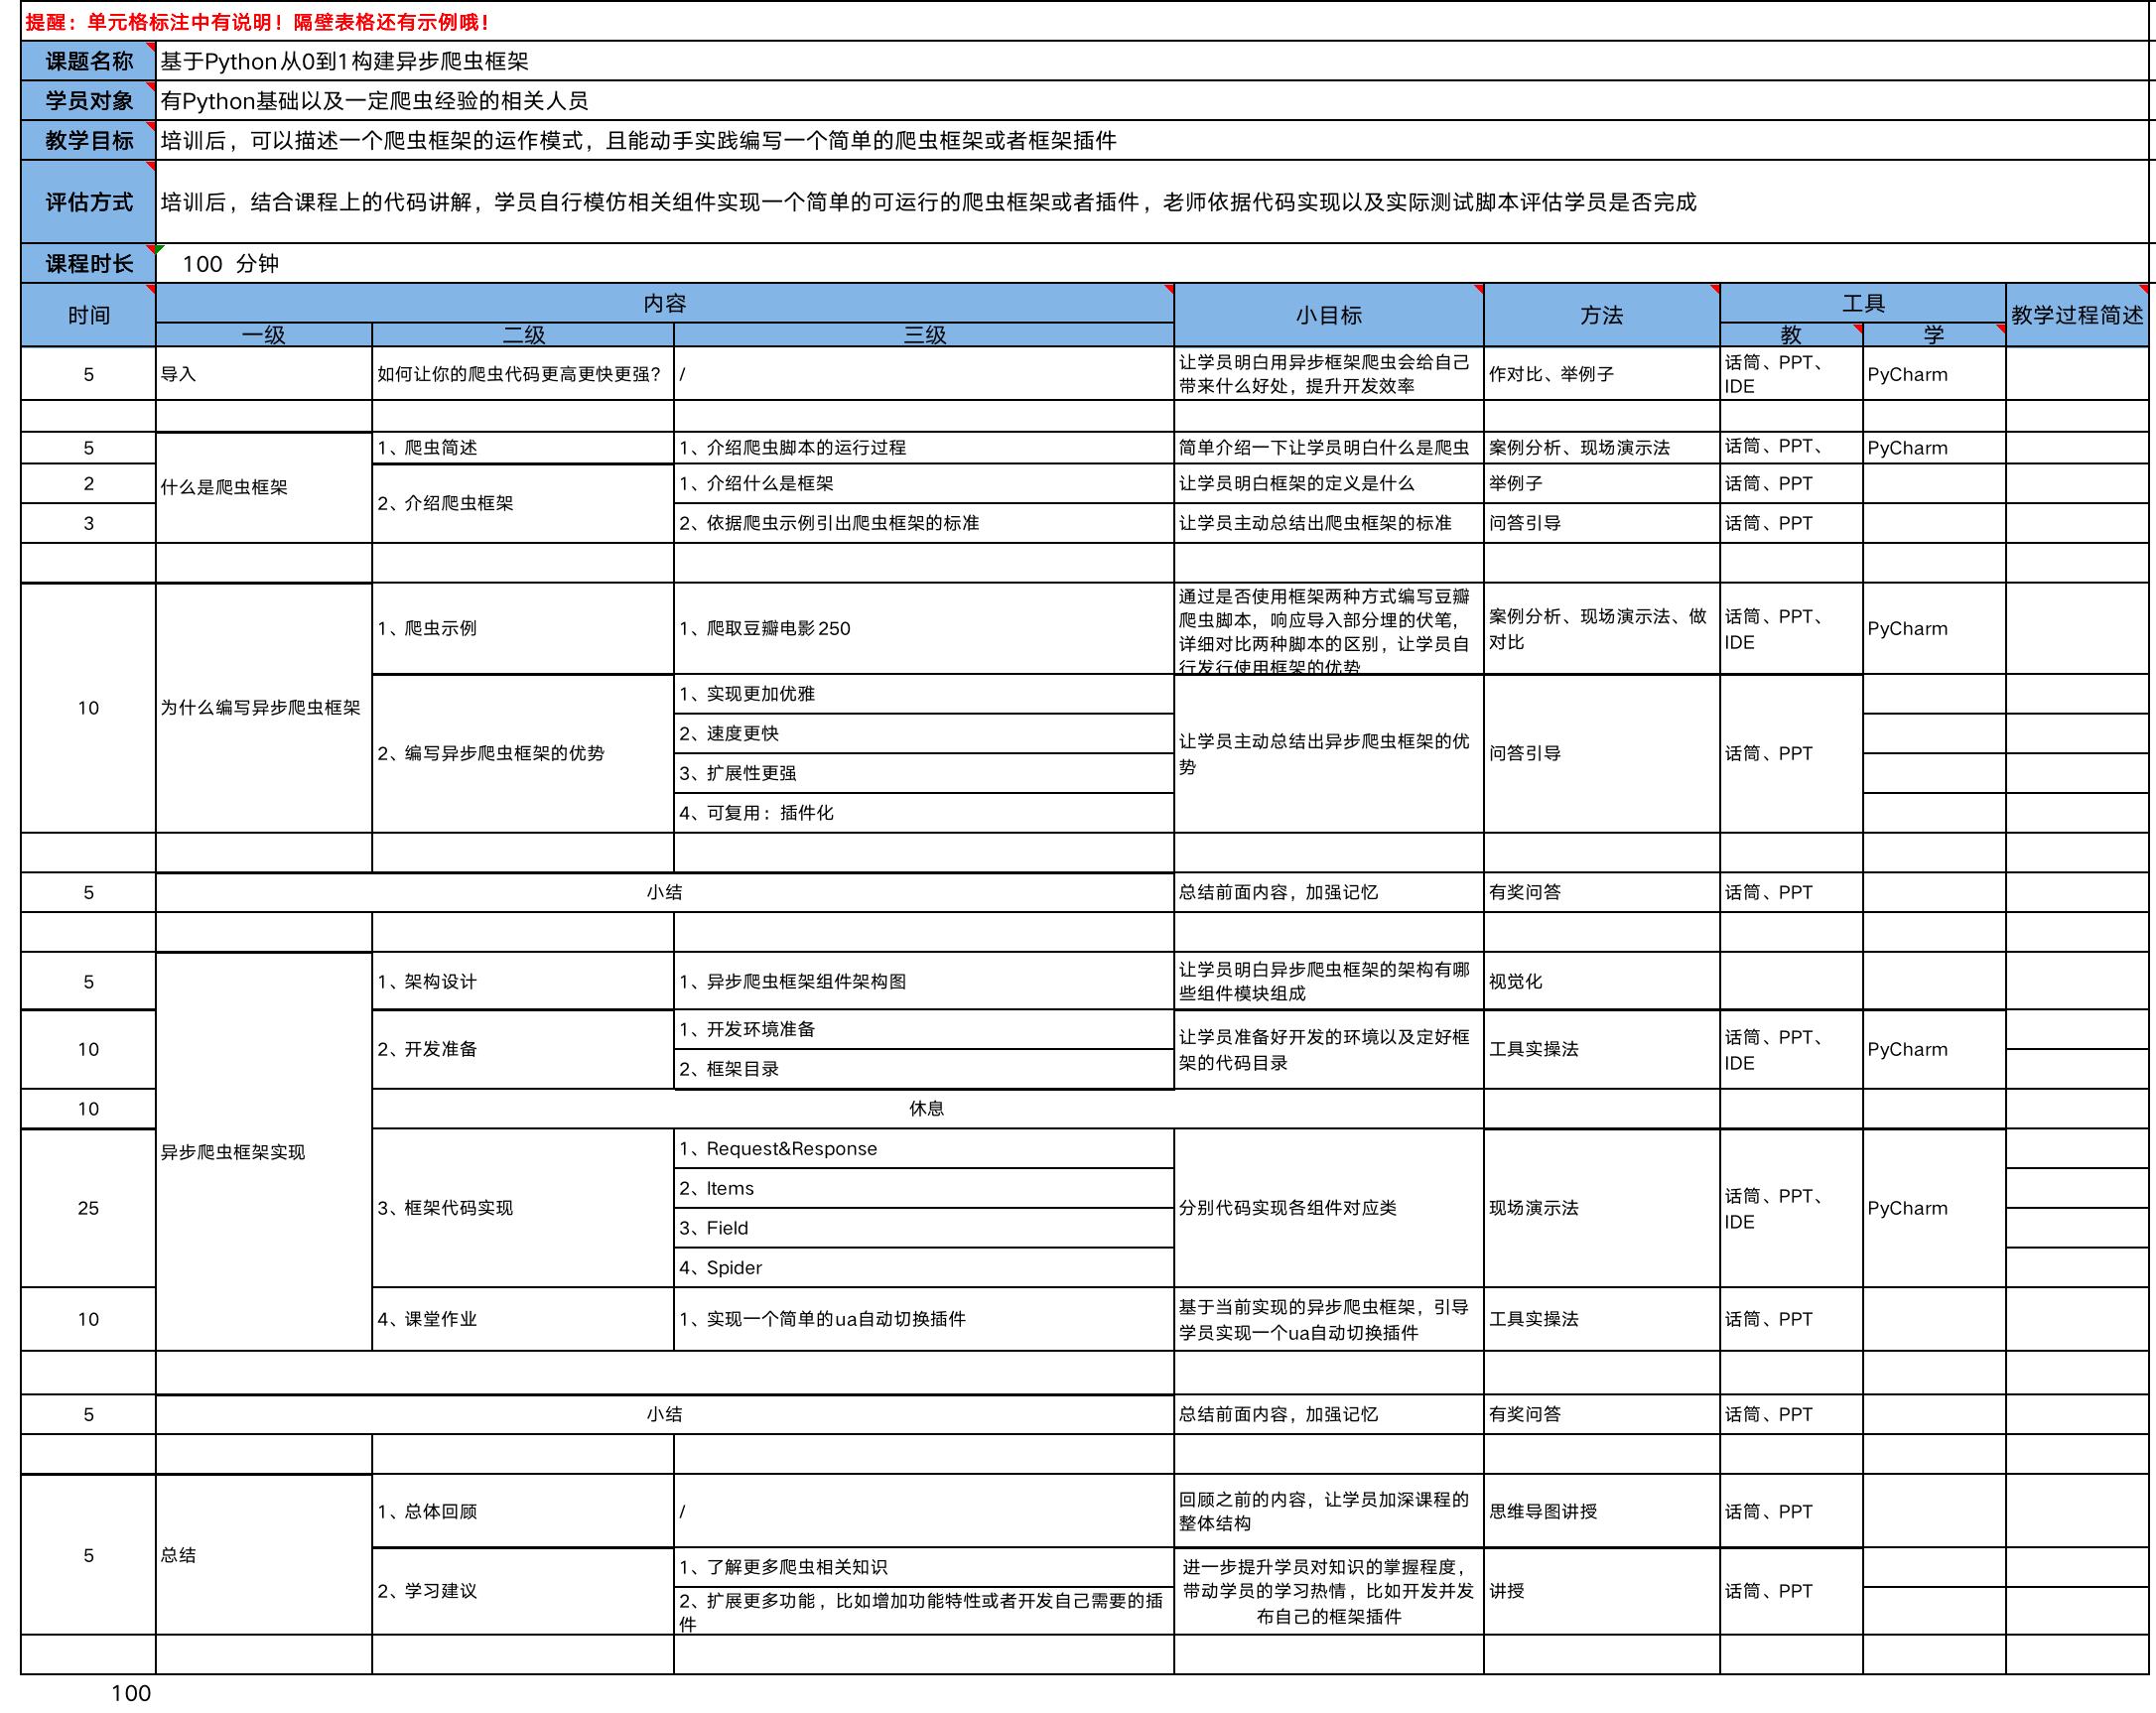 提醒：单元格标注中有说明！隔壁表格还有示例哦！
课题名称 基于Python从0到1构建异步爬虫框架
学员对象 有Python基础以及一定爬虫经验的相关人员
教学目标 培训后，可以描述一个爬虫框架的运作模式，且能动手实践编写一个简单的爬虫框架或者框架插件
评估方式 培训后，结合课程上的代码讲解，学员自行模仿相关组件实现一个简单的可运行的爬虫框架或者插件，老师依据代码实现以及实际测试脚本评估学员是否完成
课程时长 100 分钟
时间 内容 小目标 方法 工具 教学过程简述
一级 二级 三级 教 学
5 导入 如何让你的爬虫代码更高更快更强？ / 让学员明白用异步框架爬虫会给自己
带来什么好处，提升开发效率 作对比、举例子 话筒、PPT、
IDE PyCharm
5 什么是爬虫框架 1、爬虫简述 1、介绍爬虫脚本的运行过程 简单介绍一下让学员明白什么是爬虫 案例分析、现场演示法 话筒、PPT、 PyCharm
2 2、介绍爬虫框架 1、介绍什么是框架 让学员明白框架的定义是什么 举例子 话筒、PPT
3 2、依据爬虫示例引出爬虫框架的标准 让学员主动总结出爬虫框架的标准 问答引导 话筒、PPT
10 为什么编写异步爬虫框架 1、爬虫示例 1、爬取豆瓣电影250 通过是否使用框架两种方式编写豆瓣
爬虫脚本，响应导入部分埋的伏笔，
详细对比两种脚本的区别，让学员自
行发行使用框架的优势 案例分析、现场演示法、做
对比 话筒、PPT、
IDE PyCharm
2、编写异步爬虫框架的优势 1、实现更加优雅
2、速度更快
3、扩展性更强
4、可复用：插件化
让学员主动总结出异步爬虫框架的优
势 问答引导 话筒、PPT
5 小结 总结前面内容，加强记忆 有奖问答 话筒、PPT
5 异步爬虫框架实现 1、架构设计 1、异步爬虫框架组件架构图 让学员明白异步爬虫框架的架构有哪
些组件模块组成 视觉化
10 2、开发准备 1、开发环境准备
2、框架目录
让学员准备好开发的环境以及定好框
架的代码目录 工具实操法 话筒、PPT、
IDE PyCharm
10 休息
25 3、框架代码实现 1、Request&Response
2、Items
3、Field
4、Spider
分别代码实现各组件对应类 现场演示法 话筒、PPT、
IDE PyCharm
10 4、课堂作业 1、实现一个简单的ua自动切换插件 基于当前实现的异步爬虫框架，引导
学员实现一个ua自动切换插件 工具实操法 话筒、PPT
5 小结 总结前面内容，加强记忆 有奖问答 话筒、PPT
5 总结 1、总体回顾 / 回顾之前的内容，让学员加深课程的
整体结构 思维导图讲授 话筒、PPT
2、学习建议 1、了解更多爬虫相关知识
2、扩展更多功能，比如增加功能特性或者开发自己需要的插
件
进一步提升学员对知识的掌握程度，
带动学员的学习热情，比如开发并发
布自己的框架插件 讲授 话筒、PPT
100